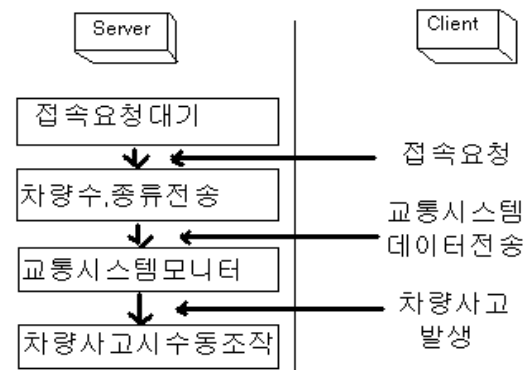 Server
Client
접속요청대기
접속요청
차량수,종류전송
교통시스템
데이터전송
교통시스템모니터
차량사고
발생
차량사고시수동조작